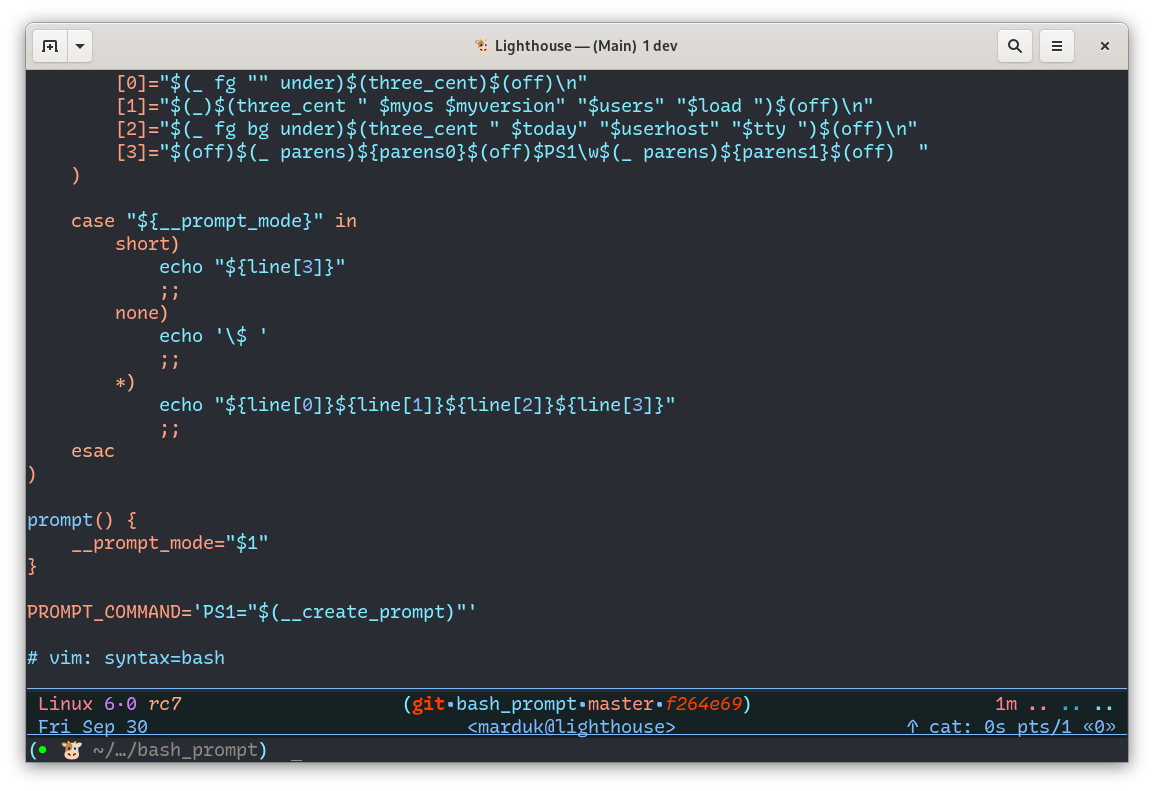 Lighthouse — (Main) 1 dev
[0]="$(_ fg "" under)$(three_cent)$(off)\n"
[1]="$(_)$(three_cent " $myos $myversion" "$users" "$load ")$(off)\n"
[2]="$(_ fg bg under)$(three_cent " $today" "$userhost" "$tty ")$(off)\n"
[3]="$(off)$(_ parens)${parens0}$(off)$PS1\w$(_ parens)${parens1}$(off)  "
)
case "${__prompt_mode}" in
short)
echo "${line[3]}"
;;
none)
echo '\$ '
;;
*)
echo "${line[0]}${line[1]}${line[2]}${line[3]}"
;;
esac
)
prompt() {
__prompt_mode="$1"
}
PROMPT_COMMAND='PS1="$(__create_prompt)"'
# vim: syntax=bash
Linux 6·0 rc7 (git•bash_prompt•master•f264e69) 1m .. .. ..
Fri Sep 30 <marduk@lighthouse> ↑ cat: 0s pts/1 «0»
(● 🐮 ~/…/bash_prompt)  _